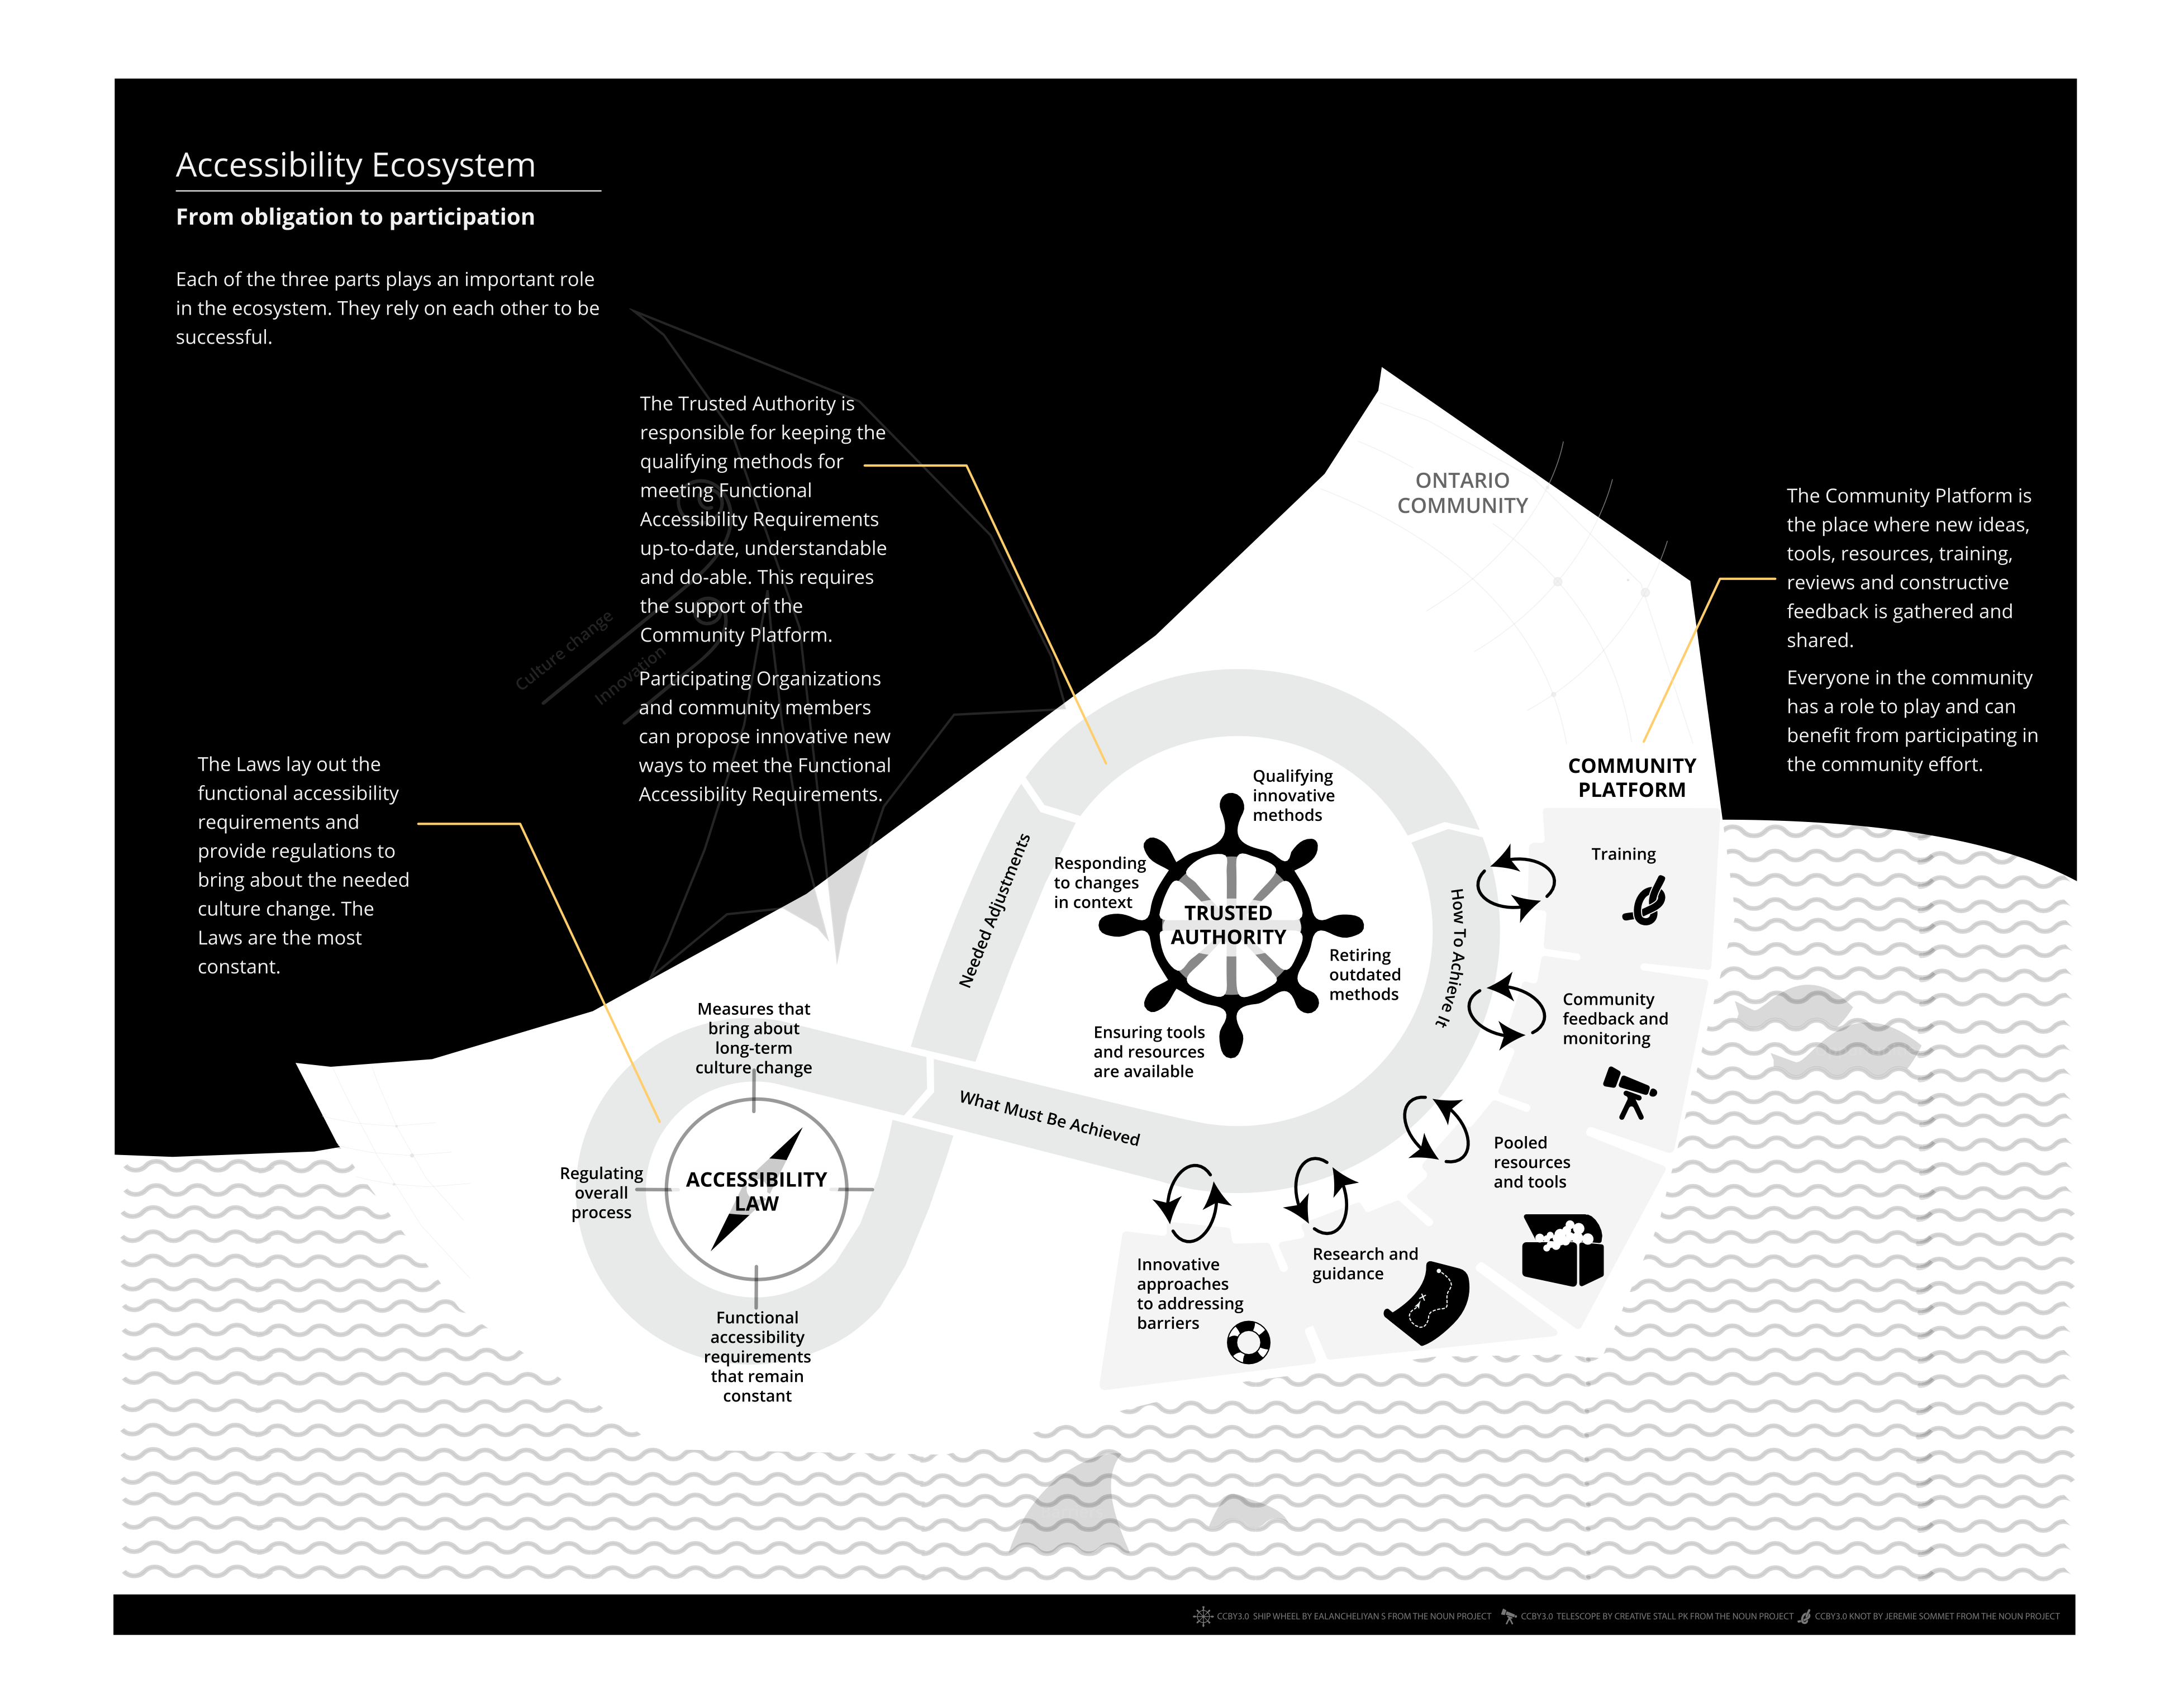 Accessibility Ecosystem
From obligation to participation
Each of the three parts plays an important role
in the ecosystem. They rely on each other to be
successful.
The Trusted Authority is
responsible for keeping the
qualifying methods for
meeting Functional
Accessibility Requirements
up-to-date, understandable
and do-able. This requires
the support of the
Community Platform.
Participating Organizations
and community members
can propose innovative new
ways to meet the Functional
Accessibility Requirements.
Culture change
Innovation
The Laws lay out the
functional accessibility
requirements and
provide regulations to
bring about the needed
culture change. The
Laws are the most
constant.
ONTARIO
COMMUNITY
The Community Platform is
the place where new ideas,
tools, resources, training,
reviews and constructive
feedback is gathered and
shared.
Everyone in the community
has a role to play and can
benefit from participating in
the community effort.
COMMUNITY
PLATFORM
Training
Community
feedback and
monitoring
Pooled
resources
and tools
Research and
guidance
Innovative
approaches
to addressing
barriers
Needed Adjustments
How To Achieve It
What Must Be Achieved
Qualifying
innovative
methods
Responding
to changes
in context
TRUSTED
AUTHORITY
Retiring
outdated
methods
Ensuring tools
and resources
are available
Measures that
bring about
long-term
culture change
Regulating
overall
process
ACCESSIBILITY
LAW
Functional
accessibility
requirements
that remain
constant
CCBY3.0 SHIP WHEEL BY EALANCHELIYAN S FROM THE NOUN PROJECT
CCBY3.0 TELESCOPE BY CREATIVE STALL PK FROM THE NOUN PROJECT
CCBY3.0 KNOT BY JEREMIE SOMMET FROM THE NOUN PROJECT